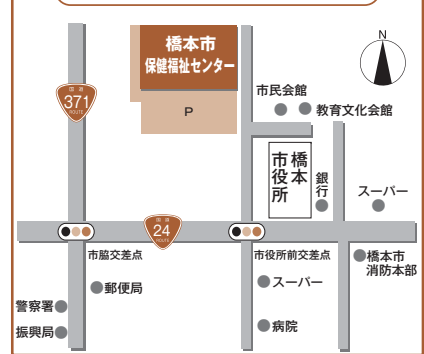 橋本市
保健福祉センター
N
国道
371
ROUTE
P
市民会館
教育文化会館
橋本
市役所
銀行
スーパー
国道
24
ROUTE
市脇交差点
市役所前交差点
橋本市
消防本部
郵便局
スーパー
警察署
振興局
病院